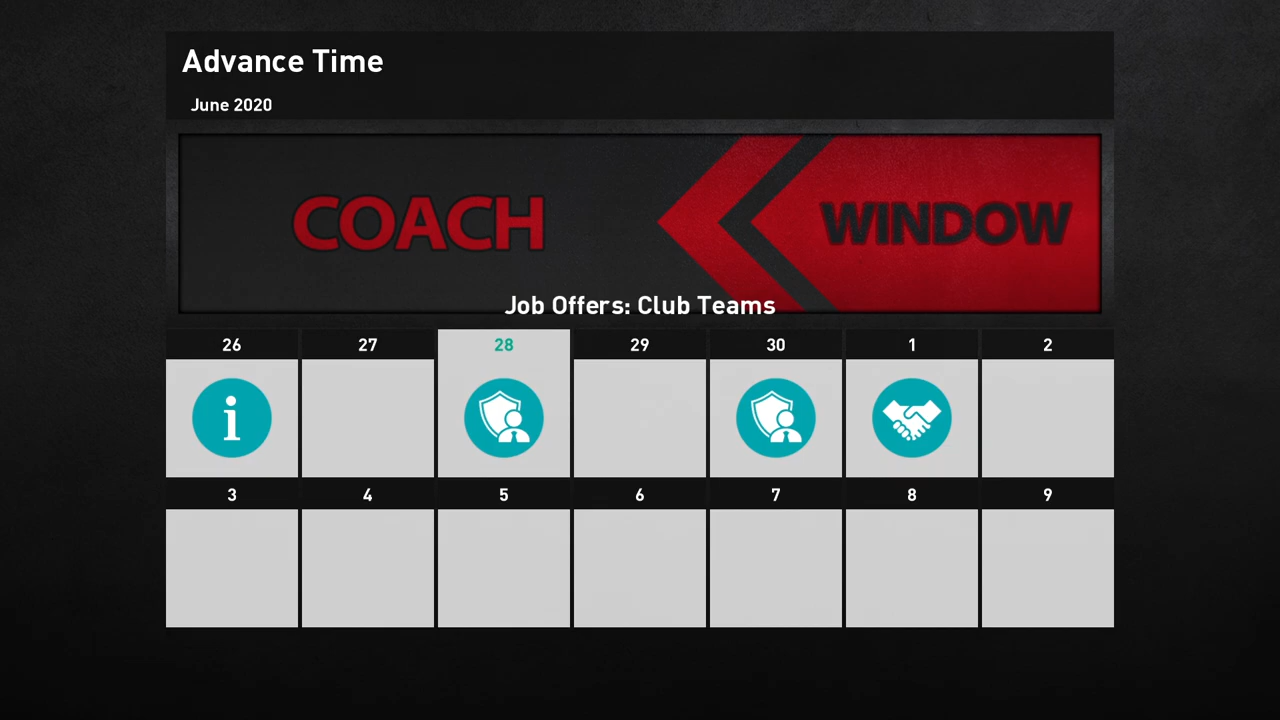 Advance Time
June 2020
COACH WINDOW
Job Offers: Club Teams
26 27 28 29 30 1 2
3 4 5 6 7 8 9